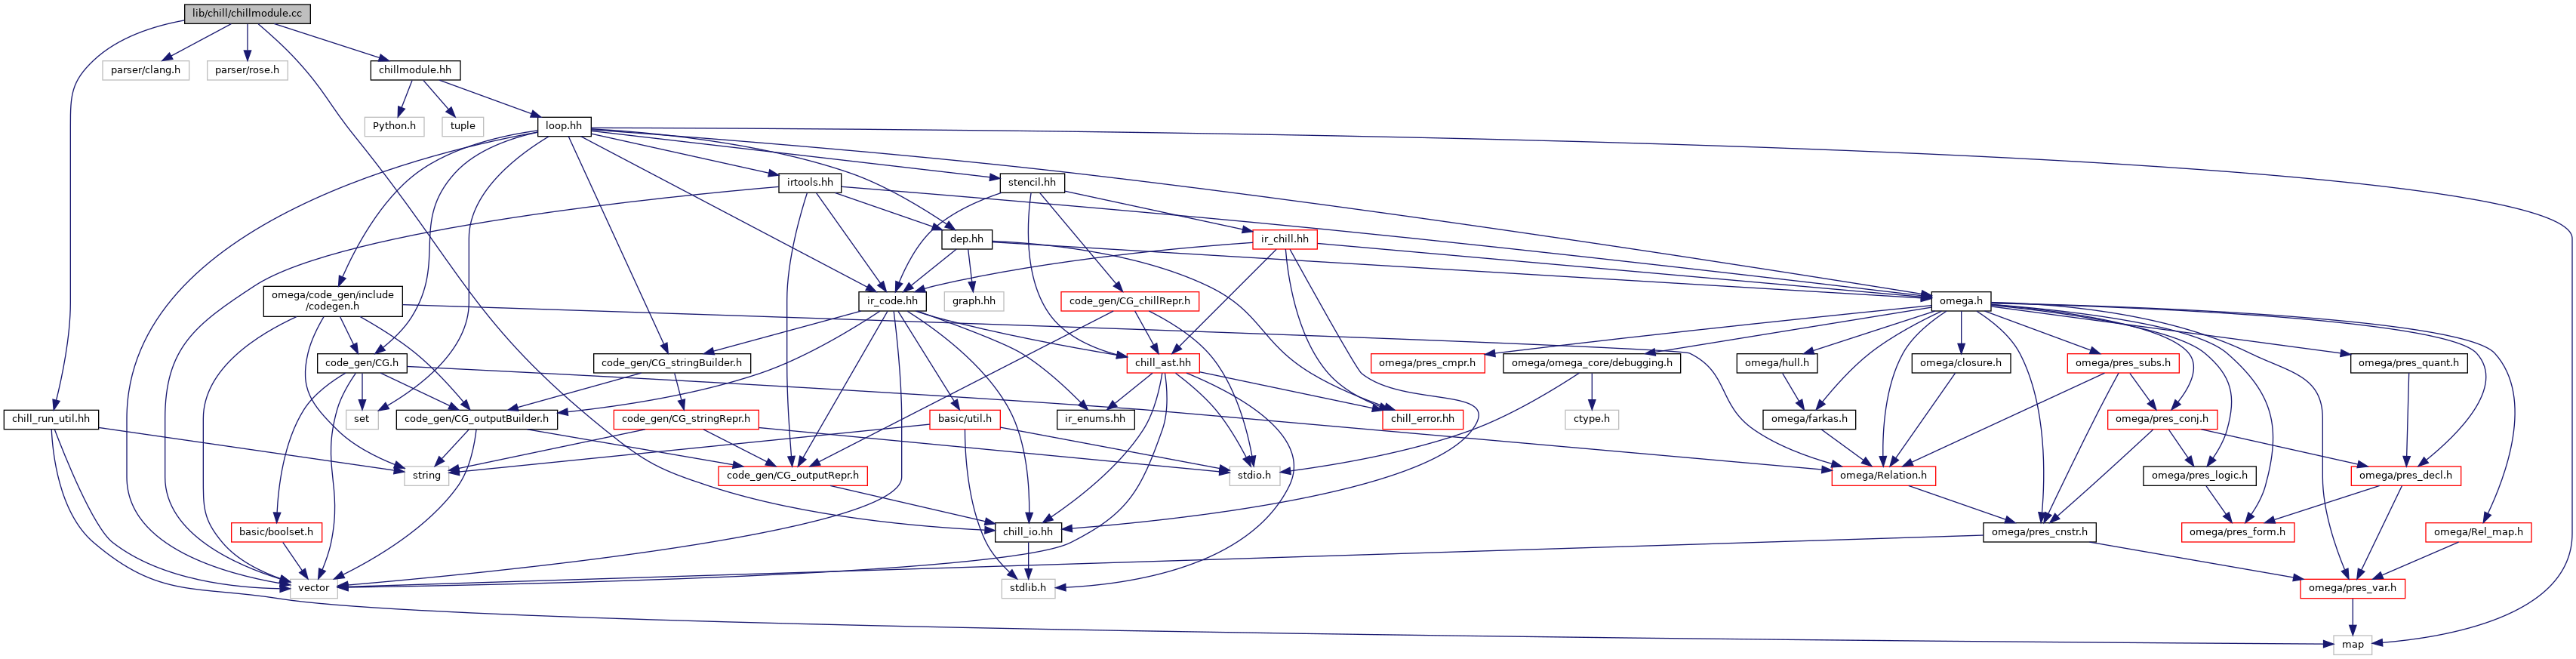 lib/chill/chillmodule.cc
parser/clang.h
parser/rose.h
chillmodule.hh
Python.h
tuple
loop.hh
irtools.hh
stencil.hh
dep.hh
ir_chill.hh
omega/code_gen/include
/codegen.h
ir_code.hh
graph.hh
code_gen/CG_chillRepr.h
omega.h
code_gen/CG.h
code_gen/CG_stringBuilder.h
chill_ast.hh
omega/pres_cmpr.h
omega/omega_core/debugging.h
omega/hull.h
omega/closure.h
omega/pres_subs.h
omega/pres_quant.h
chill_run_util.hh
set
code_gen/CG_outputBuilder.h
code_gen/CG_stringRepr.h
basic/util.h
ir_enums.hh
chill_error.hh
ctype.h
omega/farkas.h
omega/pres_conj.h
string
code_gen/CG_outputRepr.h
stdio.h
omega/Relation.h
omega/pres_logic.h
omega/pres_decl.h
basic/boolset.h
chill_io.hh
omega/pres_cnstr.h
omega/pres_form.h
omega/Rel_map.h
vector
stdlib.h
omega/pres_var.h
map